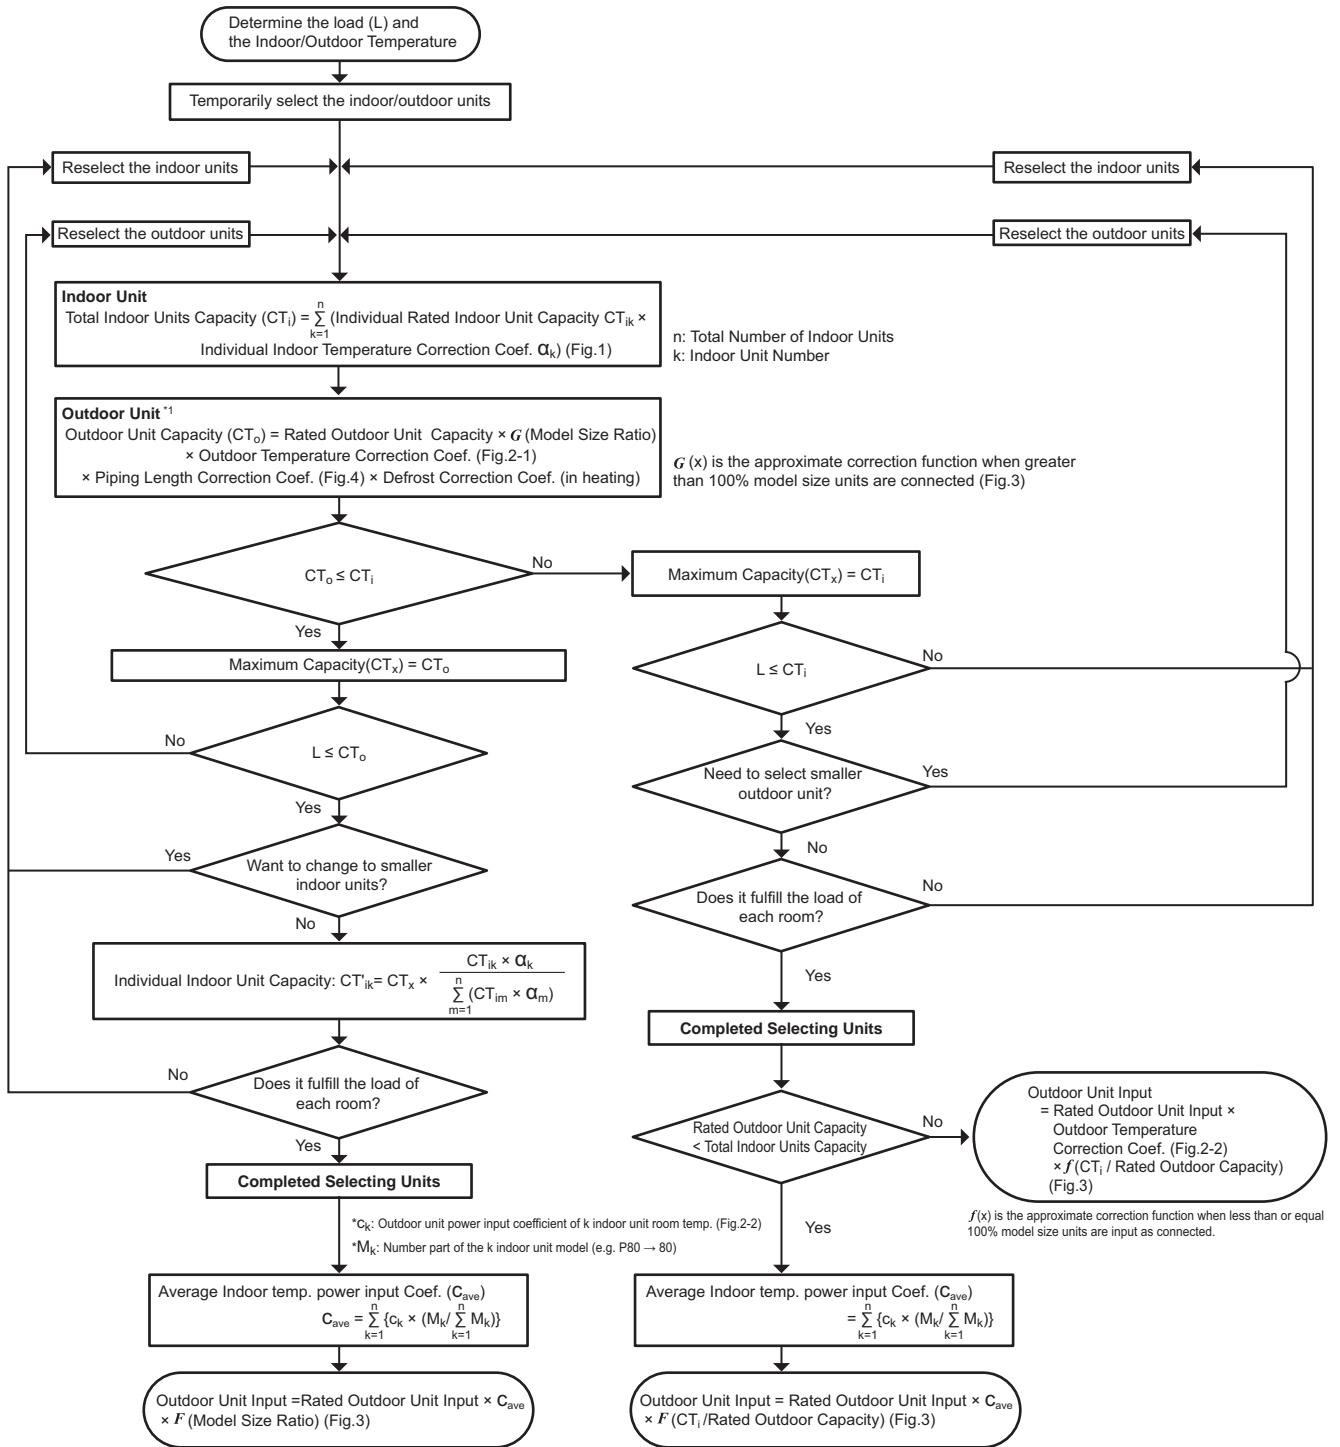 Determine the load (L) and
the Indoor/Outdoor Temperature
Temporarily select the indoor/outdoor units
Reselect the indoor units
Reselect the indoor units
Reselect the outdoor units
Reselect the outdoor units
Indoor Unit
Total Indoor Units Capacity (CTi) = n∑k=1 (Individual Rated Indoor Unit Capacity CTik ×
Individual Indoor Temperature Correction Coef. αk) (Fig.1)
n: Total Number of Indoor Units
k: Indoor Unit Number
Outdoor Unit *1
Outdoor Unit Capacity (CTo) = Rated Outdoor Unit Capacity × G (Model Size Ratio)
× Outdoor Temperature Correction Coef. (Fig.2-1)
× Piping Length Correction Coef. (Fig.4) × Defrost Correction Coef. (in heating)
G (x) is the approximate correction function when greater
than 100% model size units are connected (Fig.3)
CTo ≤ CTi
No
Yes
Maximum Capacity(CTx) = CTi
Maximum Capacity(CTx) = CTo
L ≤ CTi
No
Yes
L ≤ CTo
No
Yes
Need to select smaller
outdoor unit?
Yes
No
Want to change to smaller
indoor units?
Yes
No
Does it fulfill the load of
each room?
No
Yes
Individual Indoor Unit Capacity: CT'ik= CTx ×
CTik × αk
n∑m=1 (CTim × αm)
Completed Selecting Units
Does it fulfill the load of
each room?
No
Yes
Rated Outdoor Unit Capacity
< Total Indoor Units Capacity
No
Yes
Outdoor Unit Input
= Rated Outdoor Unit Input ×
Outdoor Temperature
Correction Coef. (Fig.2-2)
× f (CTi / Rated Outdoor Capacity)
(Fig.3)
f(x) is the approximate correction function when less than or equal
100% model size units are input as connected.
Completed Selecting Units
*ck: Outdoor unit power input coefficient of k indoor unit room temp. (Fig.2-2)
*Mk: Number part of the k indoor unit model (e.g. P80 → 80)
Average Indoor temp. power input Coef. (Cave)
Cave = n∑k=1 {ck × (Mk/ n∑k=1 Mk)}
Average Indoor temp. power input Coef. (Cave)
= n∑k=1 {ck × (Mk/ n∑k=1 Mk)}
Outdoor Unit Input =Rated Outdoor Unit Input × Cave
× F (Model Size Ratio) (Fig.3)
Outdoor Unit Input = Rated Outdoor Unit Input × Cave
× F (CTi /Rated Outdoor Capacity) (Fig.3)